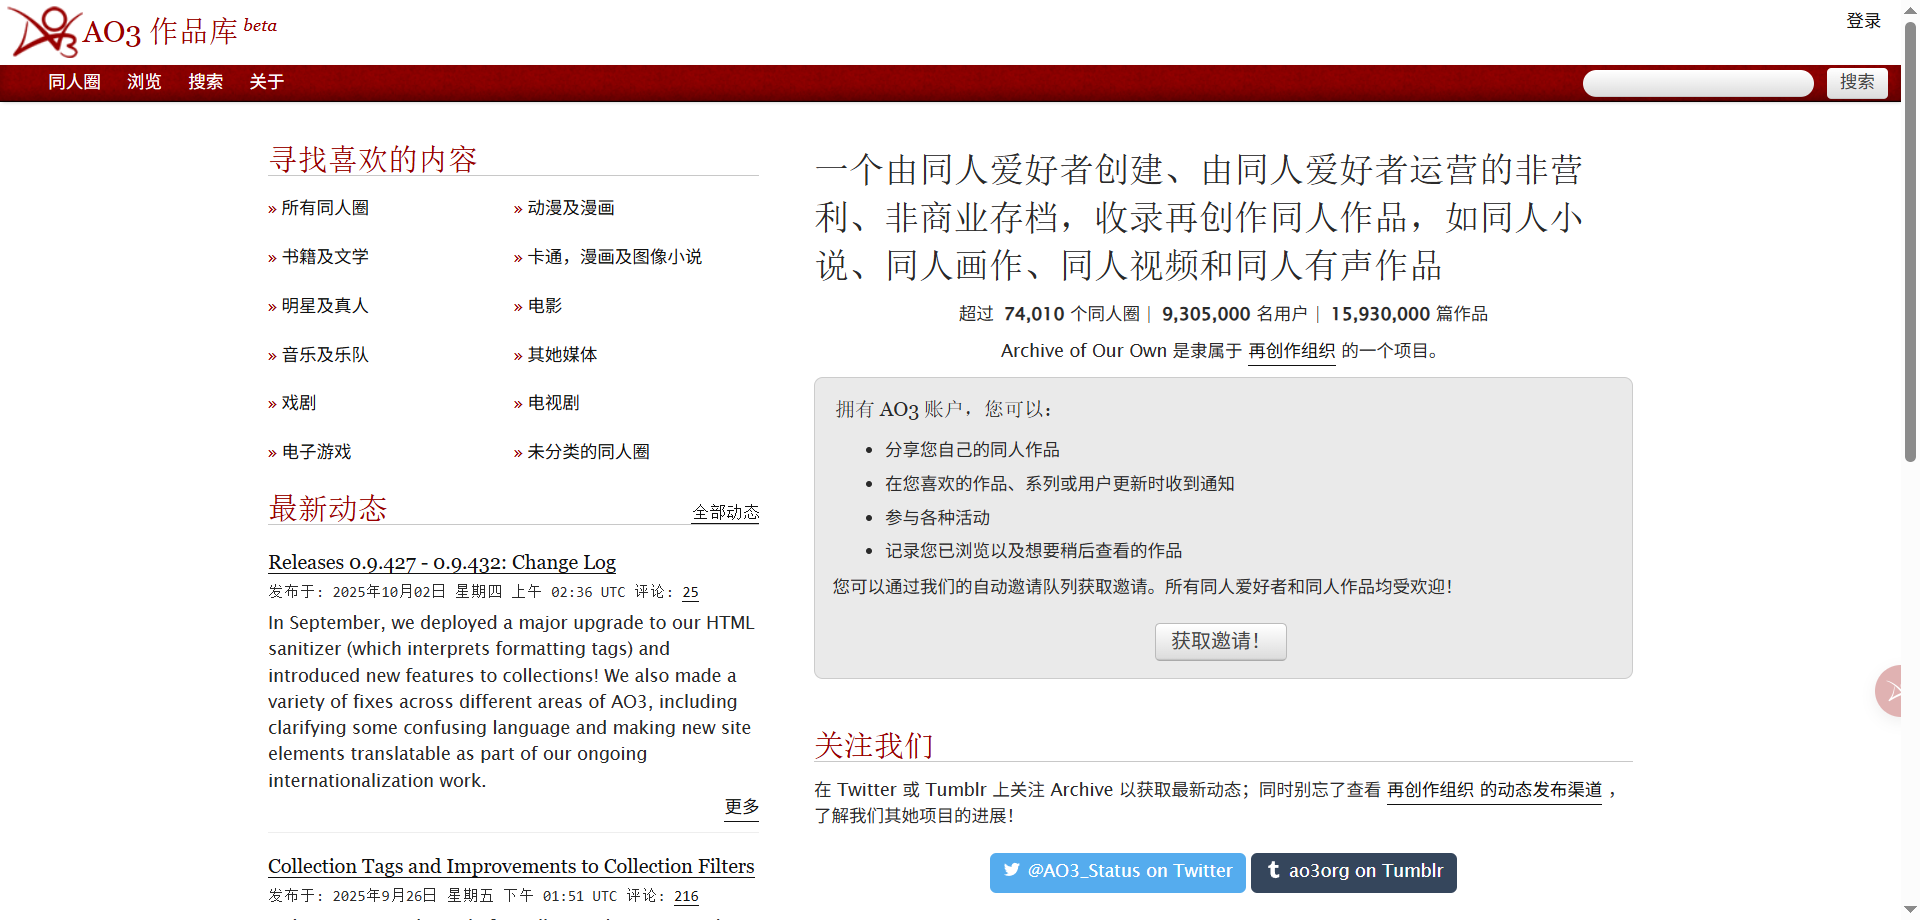 AO3 作品库 beta
登录
同人圈 浏览 搜索 关于
搜索
寻找喜欢的内容
» 所有同人圈
» 动漫及漫画
» 书籍及文学
» 卡通，漫画及图像小说
» 明星及真人
» 电影
» 音乐及乐队
» 其她媒体
» 戏剧
» 电视剧
» 电子游戏
» 未分类的同人圈
最新动态
全部动态
Releases 0.9.427 - 0.9.432: Change Log
发布于: 2025年10月02日 星期四 上午 02:36 UTC 评论: 25
In September, we deployed a major upgrade to our HTML
sanitizer (which interprets formatting tags) and
introduced new features to collections! We also made a
variety of fixes across different areas of AO3, including
clarifying some confusing language and making new site
elements translatable as part of our ongoing
internationalization work.
更多
Collection Tags and Improvements to Collection Filters
发布于: 2025年9月26日 星期五 下午 01:51 UTC 评论: 216
一个由同人爱好者创建、由同人爱好者运营的非营
利、非商业存档，收录再创作同人作品，如同人小
说、同人画作、同人视频和同人有声作品
超过 74,010 个同人圈 | 9,305,000 名用户 | 15,930,000 篇作品
Archive of Our Own 是隶属于 再创作组织 的一个项目。
拥有 AO3 账户，您可以：
• 分享您自己的同人作品
• 在您喜欢的作品、系列或用户更新时收到通知
• 参与各种活动
• 记录您已浏览以及想要稍后查看的作品
您可以通过我们的自动邀请队列获取邀请。所有同人爱好者和同人作品均受欢迎！
获取邀请！
关注我们
在 Twitter 或 Tumblr 上关注 Archive 以获取最新动态；同时别忘了查看 再创作组织 的动态发布渠道 ，
了解我们其她项目的进展！
@AO3_Status on Twitter
ao3org on Tumblr